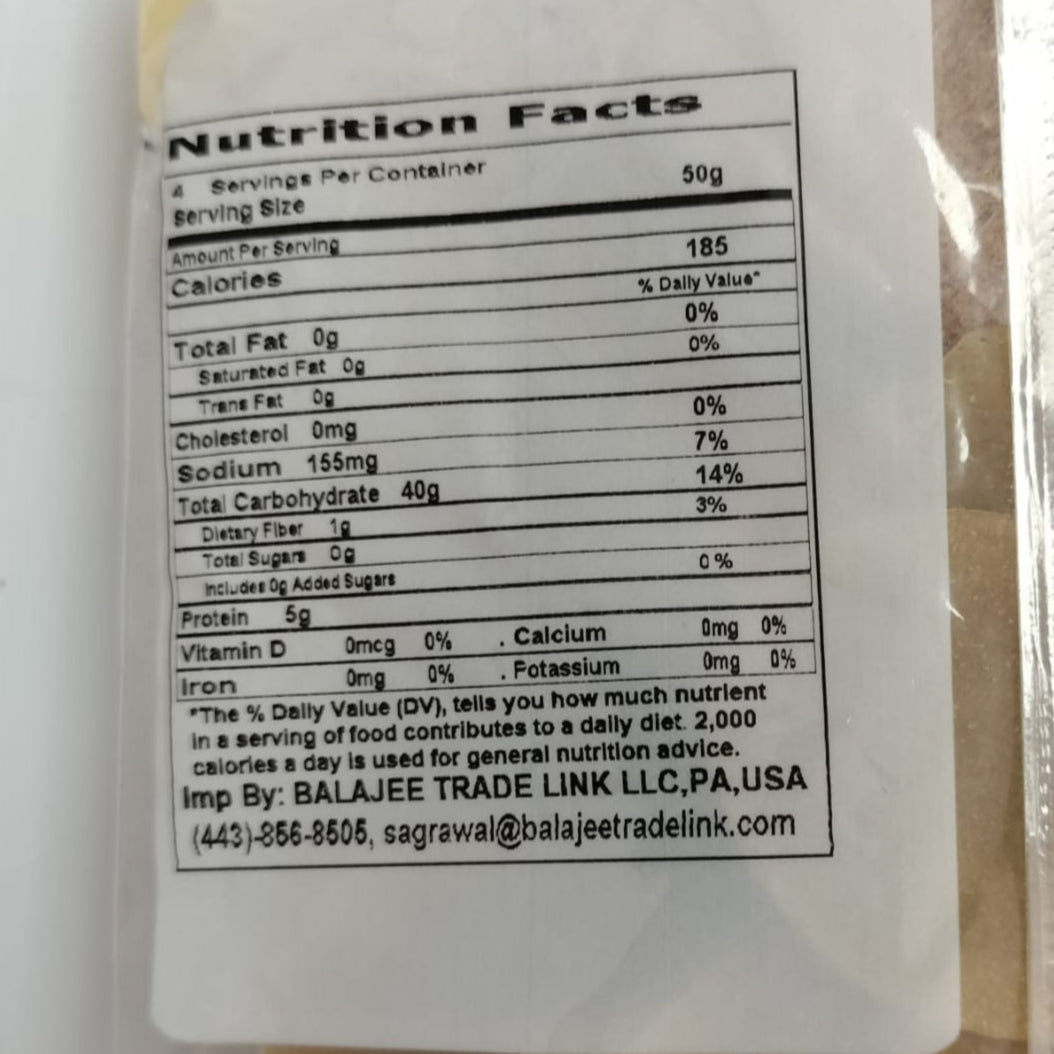 Nutrition Facts
4 Servings Per Container
Serving Size 50g
Amount Per Serving
Calories 185
% Daily Value*
Total Fat 0g 0%
Saturated Fat 0g 0%
Trans Fat 0g
Cholesterol 0mg 0%
Sodium 155mg 7%
Total Carbohydrate 40g 14%
Dietary Fiber 1g 3%
Total Sugars 0g
Includes 0g Added Sugars 0%
Protein 5g
Vitamin D 0mcg 0% . Calcium 0mg 0%
Iron 0mg 0% . Potassium 0mg 0%
*The % Daily Value (DV), tells you how much nutrient
in a serving of food contributes to a daily diet. 2,000
calories a day is used for general nutrition advice.
Imp By: BALAJEE TRADE LINK LLC,PA,USA
(443)-856-8505, sagrawal@balajeetradelink.com